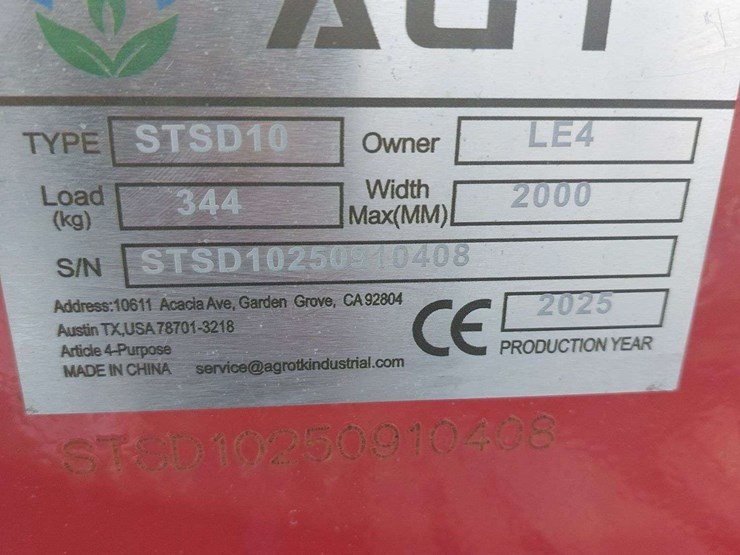 AGT
TYPE STSD10 Owner LE4
Load (kg) 344 Width Max(MM) 2000
S/N STSD10250910408
Address:10611 Acacia Ave, Garden Grove, CA 92804
Austin TX,USA 78701-3218
Article 4-Purpose
MADE IN CHINA service@agrotkindustrial.com
CE 2025
PRODUCTION YEAR
STSD10250910408